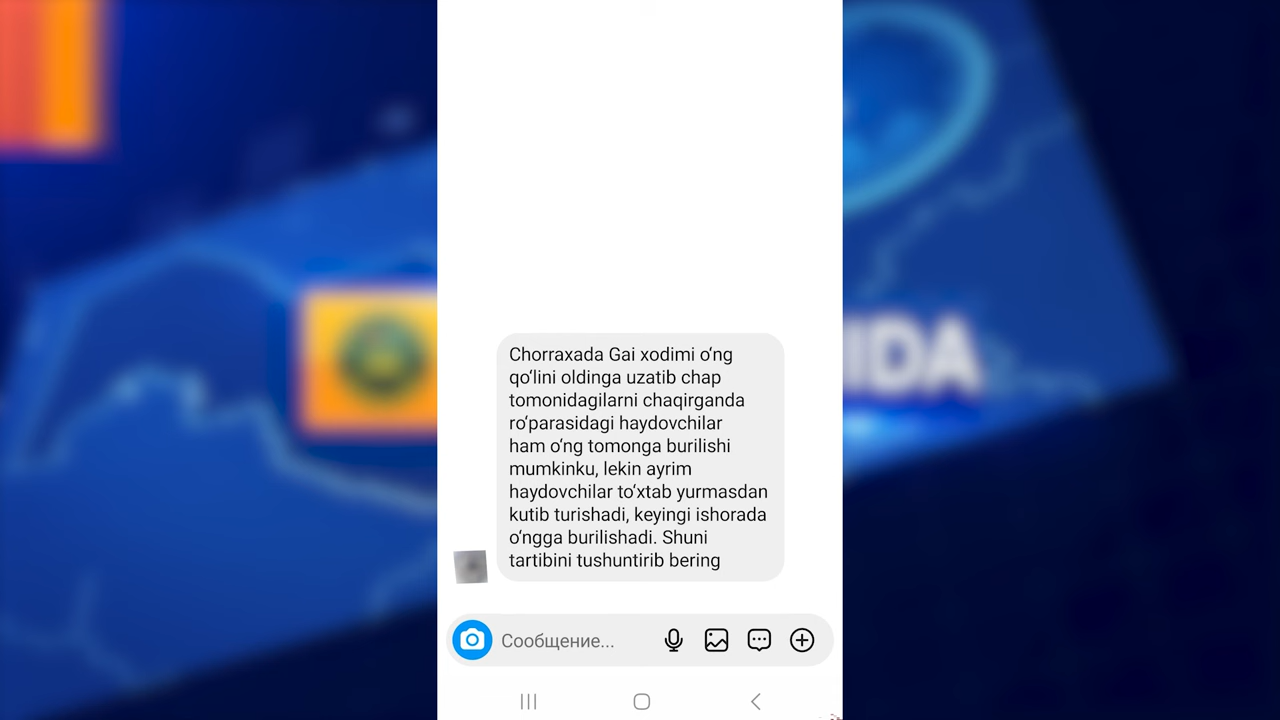 Chorraxada Gai xodimi o‘ng
qo‘lini oldinga uzatib chap
tomonidagilarni chaqirganda
ro‘parasidagi haydovchilar
ham o‘ng tomonga burilishi
mumkinku, lekin ayrim
haydovchilar to‘xtab yurmasdan
kutib turishadi, keyingi ishorada
o‘ngga burilishadi. Shuni
tartibini tushuntirib bering
Сообщение...
IDA